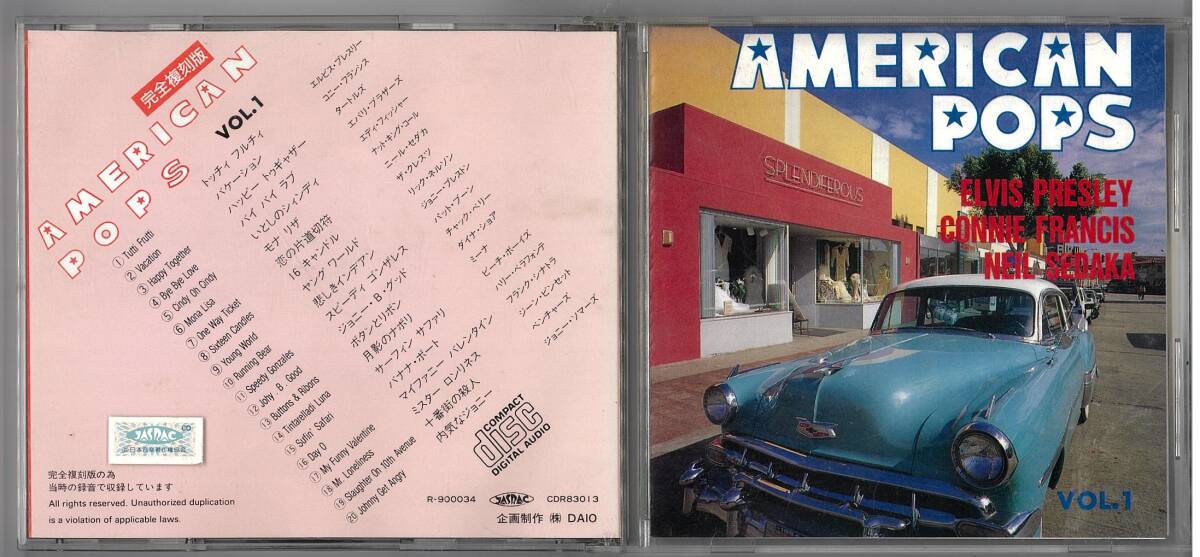 完全復刻版
AMERICAN
POPS
VOL.1
① Tutti Frutti
② Vacation
③ Happy Together
④ Bye Bye Love
⑤ Cindy Oh Cindy
⑥ Mona Lisa
⑦ One Way Ticket
⑧ Sixteen Candles
⑨ Young World
⑩ Running Bear
⑪ Speedy Gonzales
⑫ Johy . B . Good
⑬ Buttons & Ribons
⑭ Tintarelladi Luna
⑮ Sufin' Safari
⑯ Day O
⑰ My Funny Valentine
⑱ Mr. Loneliness
⑲ Slaughter On 10th Avenue
⑳ Johnny Get Angry
トッティ フルティ
バケーション
ハッピー トゥギャザー
バイ バイ ラブ
いとしのシィンディ
モナ リザ
恋の片道切符
16 キャンドル
ヤング ワールド
悲しきインディアン
スピーディ ゴンザレス
ジョニー・B・グッド
ボタンとリボン
月影のナポリ
サーフィン サファリ
バナナ・ボート
マイファニー バレンタイン
ミスター ロンリネス
十番街の殺人
内気なジョニー
エルビス・プレスリー
コニー・フランシス
タートルズ
エバリ・ブラザーズ
エディ・フィッシャー
ナット・キング・コール
ニール・セダカ
ザ・クレスツ
リック・ネルソン
ジョニー・プレストン
パット・ブーン
チャック・ベリー
ダイナ・ショア
ミーナ
ビーチ・ボーイズ
ハリー・ベラフォンテ
フランク・シナトラ
ジーン・ビンセット
ベンチャーズ
ジョニー・ソマーズ
CD
JASRAC
完全復刻版の為
当時の録音で収録しています
All rights reserved. Unauthorized duplication
is a violation of applicable laws.
COMPACT
disc
DIGITAL AUDIO
R-900034 JASRAC CDR83013
企画制作 ㈱ DAIO
AMERICAN
POPS
SPLENDIFEROUS
ELVIS PRESLEY
CONNIE FRANCIS
NEIL SEDAKA
VOL.1